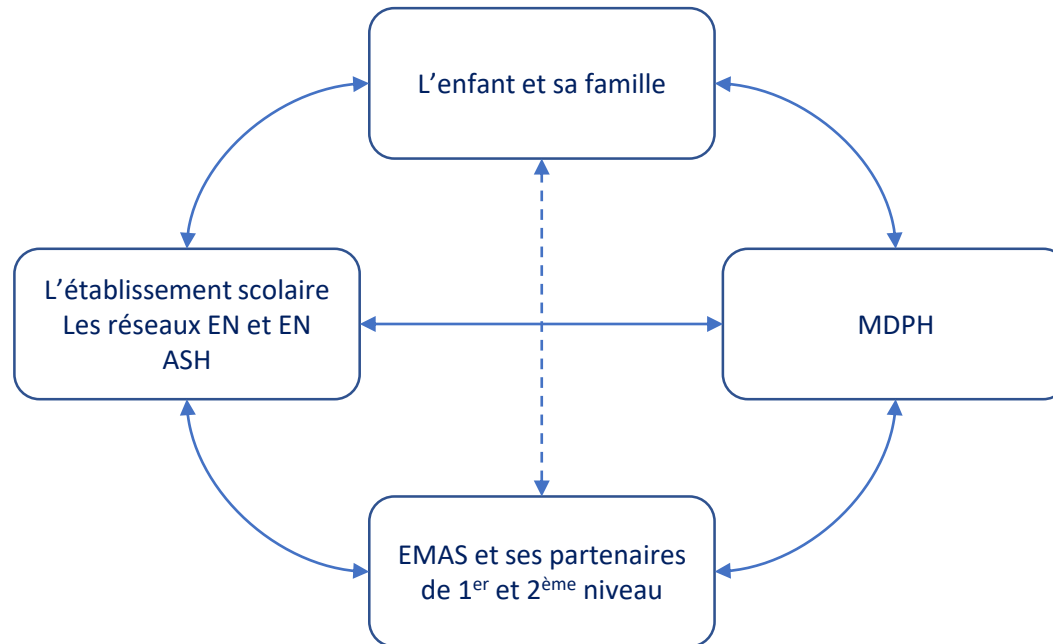 L’enfant et sa famille
L’établissement scolaire
Les réseaux EN et EN
ASH
MDPH
EMAS et ses partenaires
de 1er et 2ème niveau